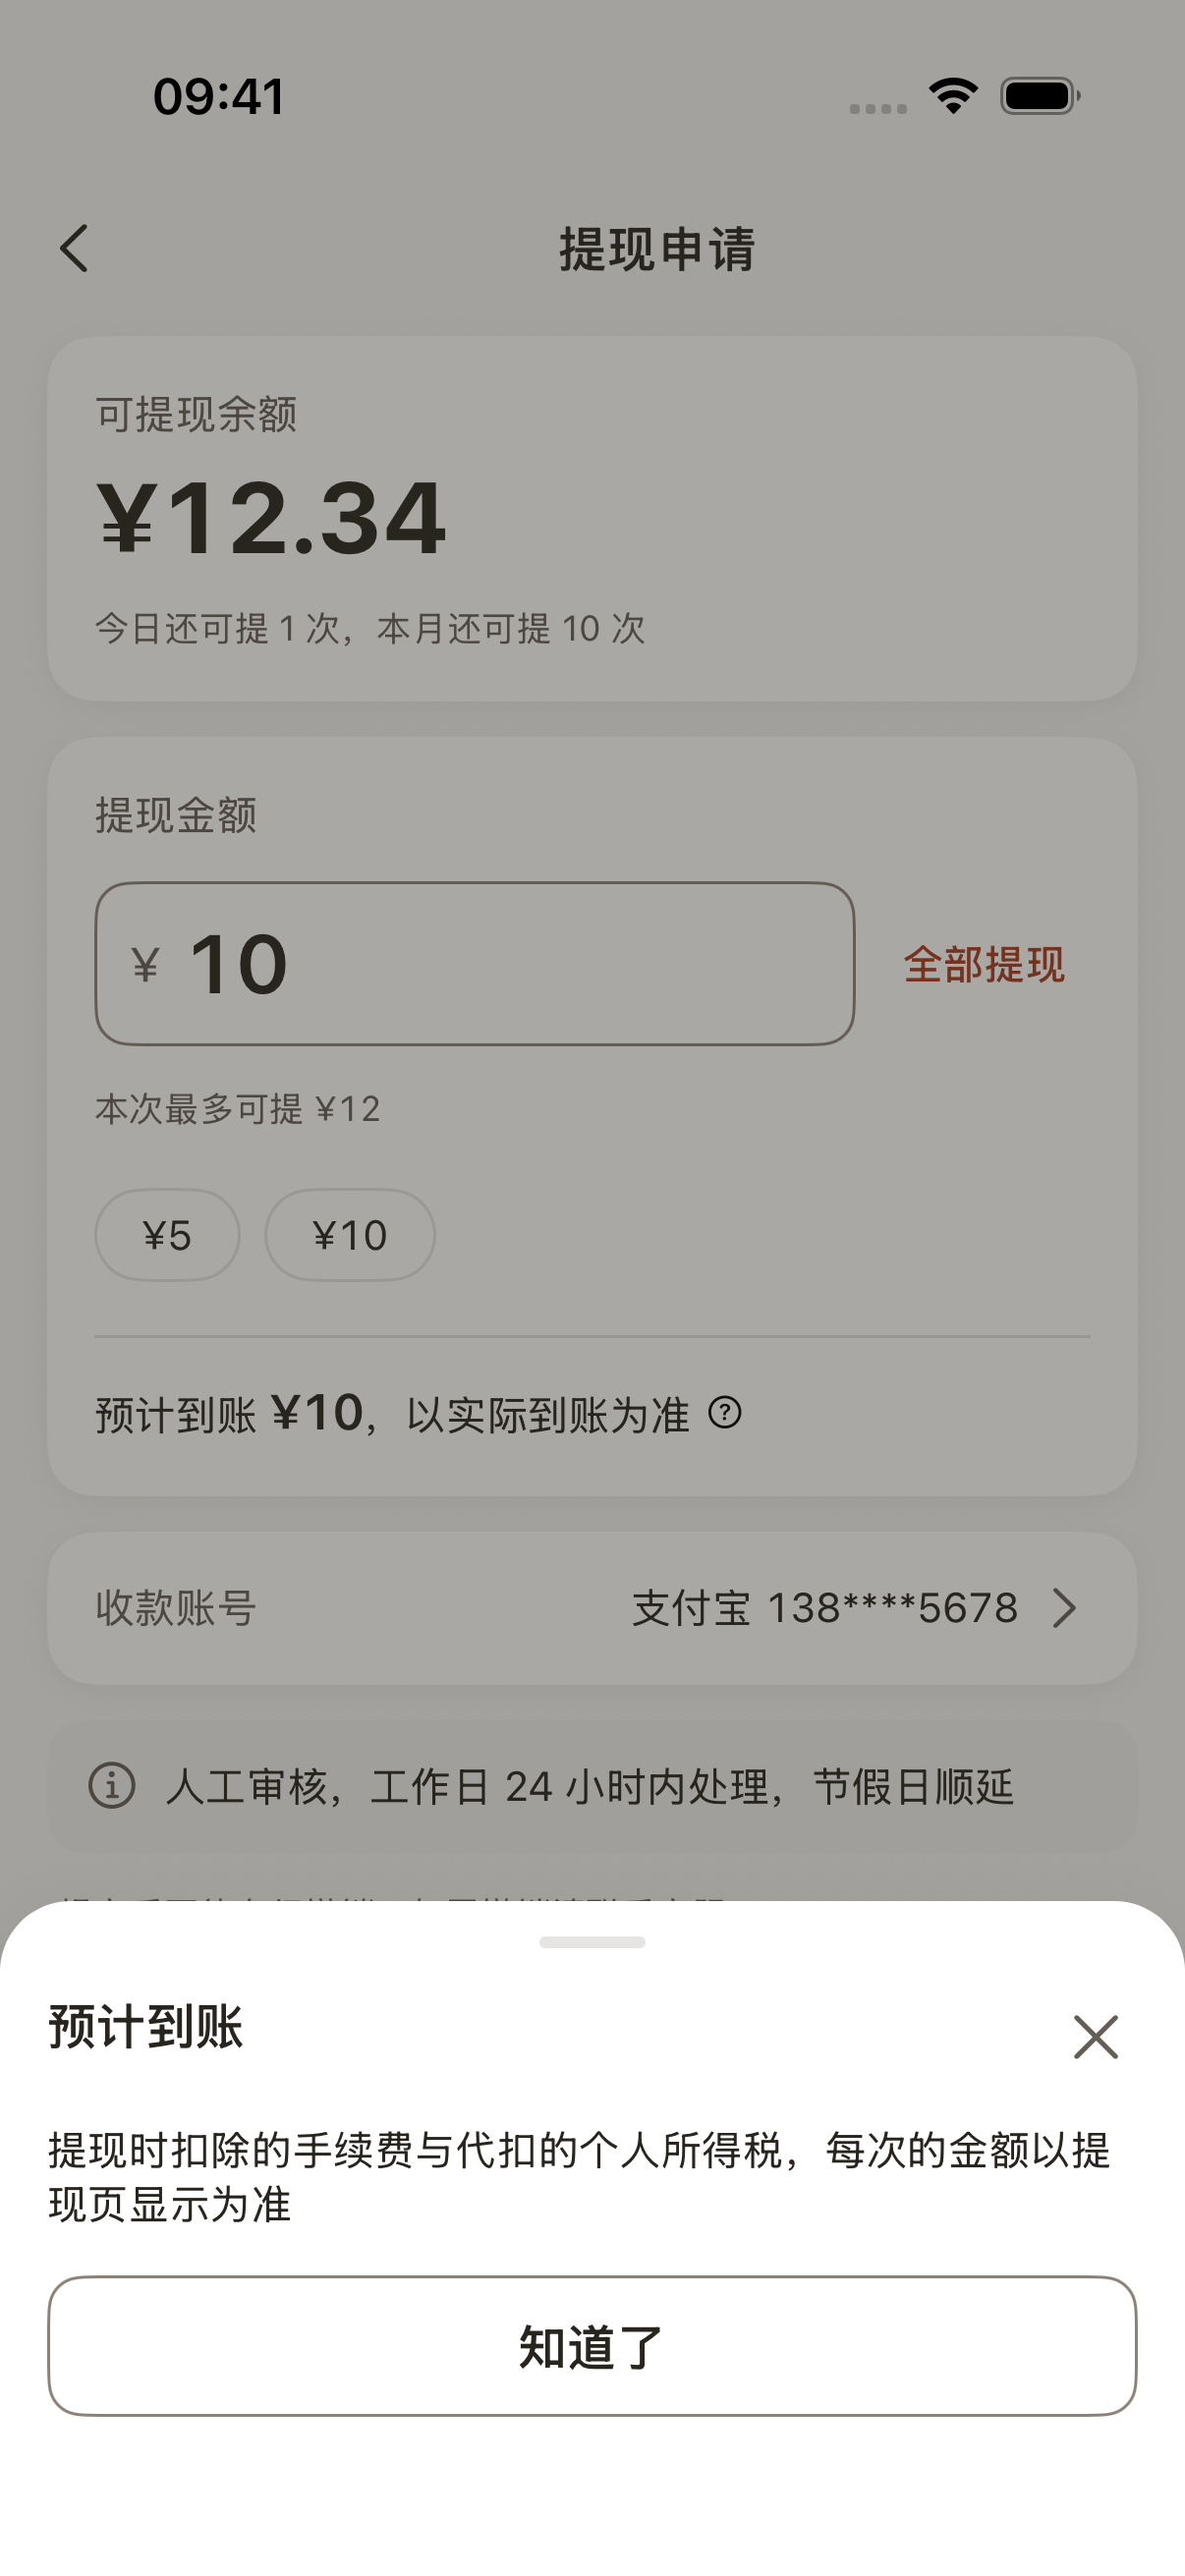 09:41
提现申请
可提现余额
¥12.34
今日还可提 1 次，本月还可提 10 次
提现金额
¥ 10
全部提现
本次最多可提 ¥12
¥5
¥10
预计到账 ¥10，以实际到账为准 ?
收款账号
支付宝 138****5678
人工审核，工作日 24 小时内处理，节假日顺延
预计到账
提现时扣除的手续费与代扣的个人所得税，每次的金额以提
现页显示为准
知道了